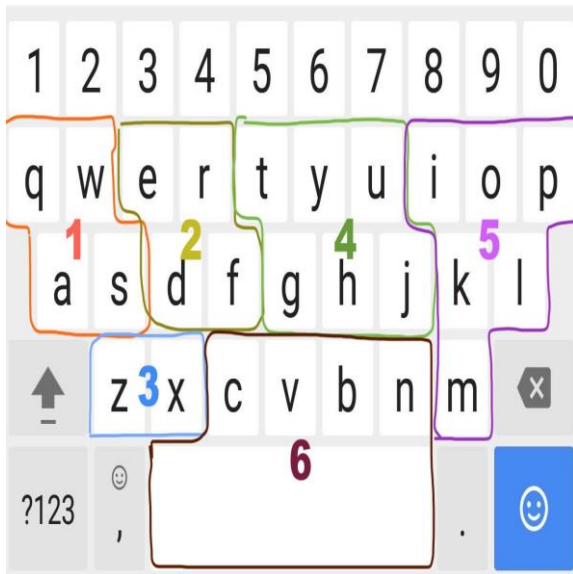 1 2 3 4 5 6 7 8 9 0
q w e r t y u i o p
1 2 4 5
a s d f g h j k l
z 3 x c v b n m
6
?123 , .